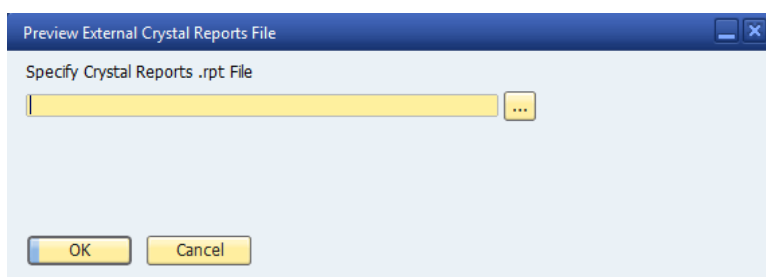 Preview External Crystal Reports File
Specify Crystal Reports .rpt File
...
OK Cancel